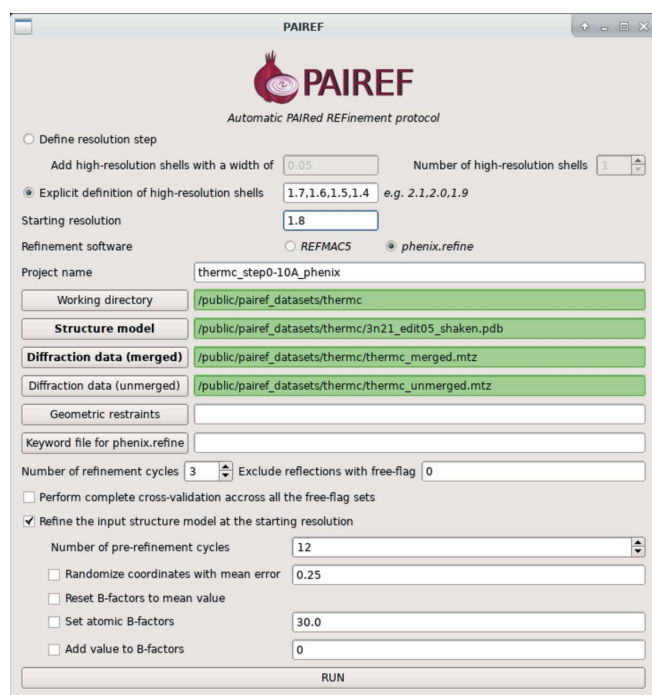 PAIREF
PAIREF
Automatic PAIRed REFinement protocol
Define resolution step
Add high-resolution shells with a width of 0.05 Number of high-resolution shells 1
Explicit definition of high-resolution shells 1.7,1.6,1.5,1.4 e.g. 2.1,2.0,1.9
Starting resolution 1.8
Refinement software REFMAC5 phenix.refine
Project name thermc_step0-10A_phenix
Working directory /public/pairef_datasets/thermc
Structure model /public/pairef_datasets/thermc/3n21_edit05_shaken.pdb
Diffraction data (merged) /public/pairef_datasets/thermc/thermc_merged.mtz
Diffraction data (unmerged) /public/pairef_datasets/thermc/thermc_unmerged.mtz
Geometric restraints
Keyword file for phenix.refine
Number of refinement cycles 3 Exclude reflections with free-flag 0
Perform complete cross-validation accross all the free-flag sets
Refine the input structure model at the starting resolution
Number of pre-refinement cycles 12
Randomize coordinates with mean error 0.25
Reset B-factors to mean value
Set atomic B-factors 30.0
Add value to B-factors 0
RUN